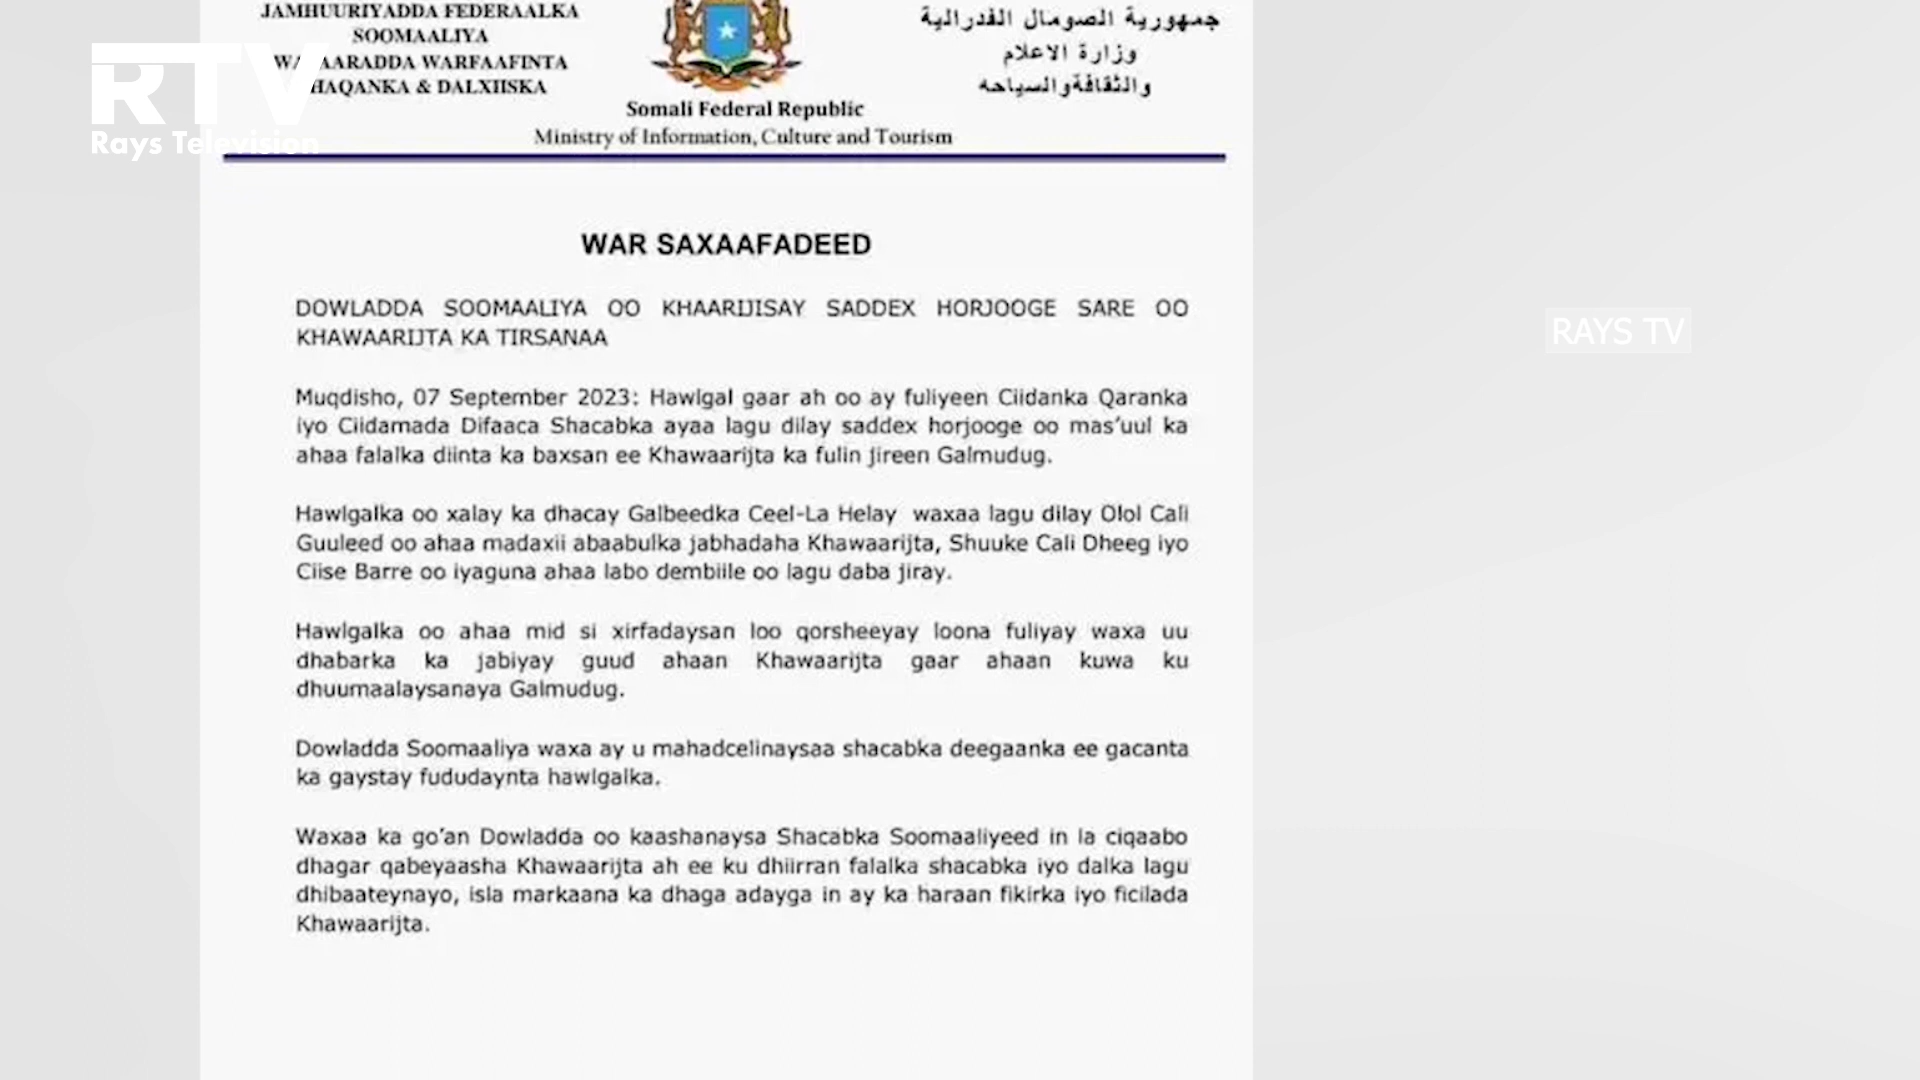 JAMHUURIYADDA FEDERAALKA
SOOMAALIYA
WARFAAFINTA
HAQANKA & DALXIISKA
جمهورية الصومال الفدرالية
وزارة الاعلام
والثقافةوالسياحه
Somali Federal Republic
Ministry of Information, Culture and Tourism
RTV
Rays Television
RAYS TV
WAR SAXAAFADEED
DOWLADDA SOOMAALIYA OO KHAARIJISAY SADDEX HORJOOGE SARE OO
KHAWAARIJTA KA TIRSANAA
Muqdisho, 07 September 2023: Hawlgal gaar ah oo ay fuliyeen Ciidanka Qaranka
iyo Ciidamada Difaaca Shacabka ayaa lagu dilay saddex horjooge oo mas'uul ka
ahaa falalka diinta ka baxsan ee Khawaarijta ka fulin jireen Galmudug.
Hawlgalka oo xalay ka dhacay Galbeedka Ceel-La Helay waxaa lagu dilay Olol Cali
Guuleed oo ahaa madaxii abaabulka jabhadaha Khawaarijta, Shuuke Cali Dheeg iyo
Ciise Barre oo iyaguna ahaa labo dembiile oo lagu daba jiray.
Hawlgalka oo ahaa mid si xirfadaysan loo qorsheeyay loona fuliyay waxa uu
dhabarka ka jabiyay guud ahaan Khawaarijta gaar ahaan kuwa ku
dhuumaalaysanaya Galmudug.
Dowladda Soomaaliya waxa ay u mahadcelinaysaa shacabka deegaanka ee gacanta
ka gaystay fududaynta hawlgalka.
Waxaa ka go'an Dowladda oo kaashanaysa Shacabka Soomaaliyeed in la ciqaabo
dhagar qabeyaasha Khawaarijta ah ee ku dhiirran falalka shacabka iyo dalka lagu
dhibaateynayo, isla markaana ka dhaga adayga in ay ka haraan fikirka iyo ficilada
Khawaarijta.